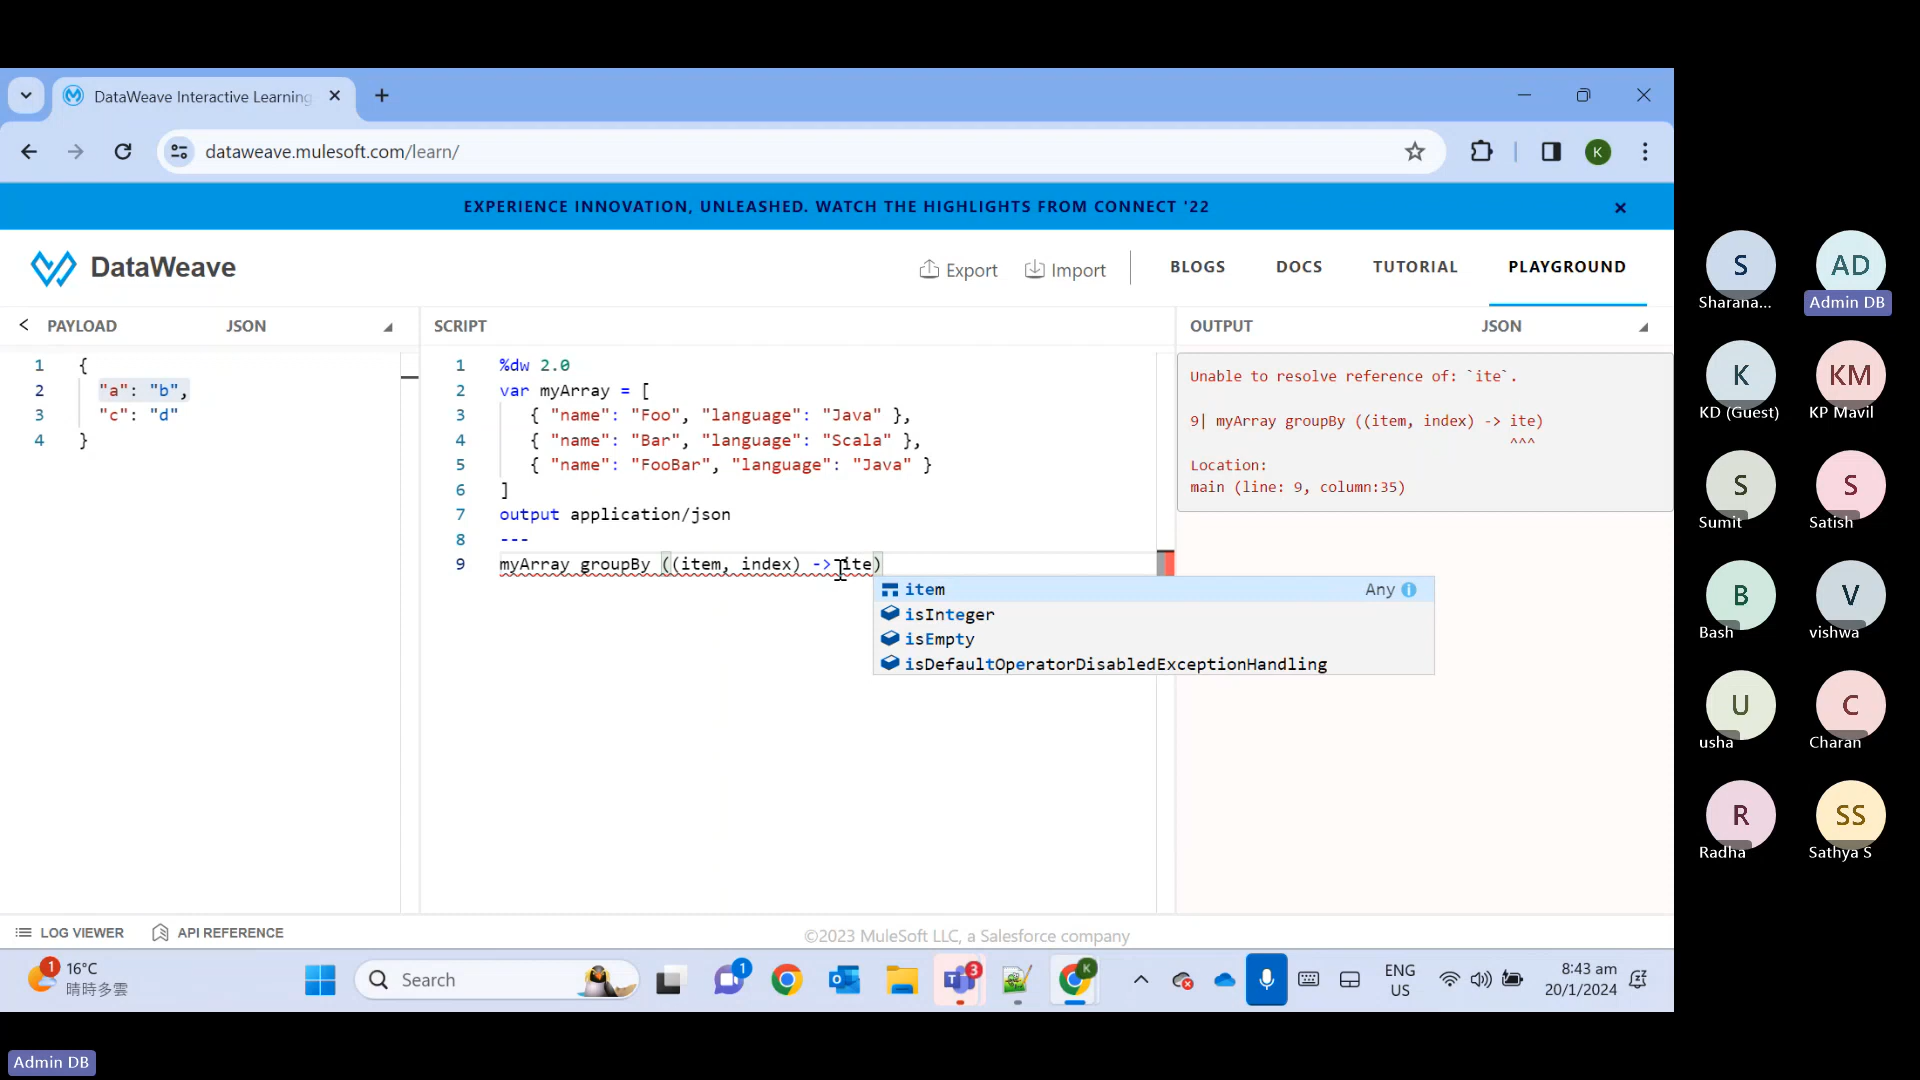 DataWeave Interactive Learning
dataweave.mulesoft.com/learn/
K
EXPERIENCE INNOVATION, UNLEASHED. WATCH THE HIGHLIGHTS FROM CONNECT '22
DataWeave
Export
Import
BLOGS
DOCS
TUTORIAL
PLAYGROUND
PAYLOAD
JSON
1 {
2 "a": "b",
3 "c": "d"
4 }
SCRIPT
1 %dw 2.0
2 var myArray = [
3 { "name": "Foo", "language": "Java" },
4 { "name": "Bar", "language": "Scala" },
5 { "name": "FooBar", "language": "Java" }
6 ]
7 output application/json
8 ---
9 myArray groupBy ((item, index) -> ite)
item Any
isInteger
isEmpty
isDefaultOperatorDisabledExceptionHandling
OUTPUT
JSON
Unable to resolve reference of: `ite`.
9| myArray groupBy ((item, index) -> ite)
^^^
Location:
main (line: 9, column:35)
LOG VIEWER
API REFERENCE
©2023 MuleSoft LLC, a Salesforce company
1
16°C
晴時多雲
Search
1
3
K
ENG
US
8:43 am
20/1/2024
S
Sharana...
AD
Admin DB
K
KD (Guest)
KM
KP Mavil
S
Sumit
S
Satish
B
Bash
V
vishwa
U
usha
C
Charan
R
Radha
SS
Sathya S
Admin DB